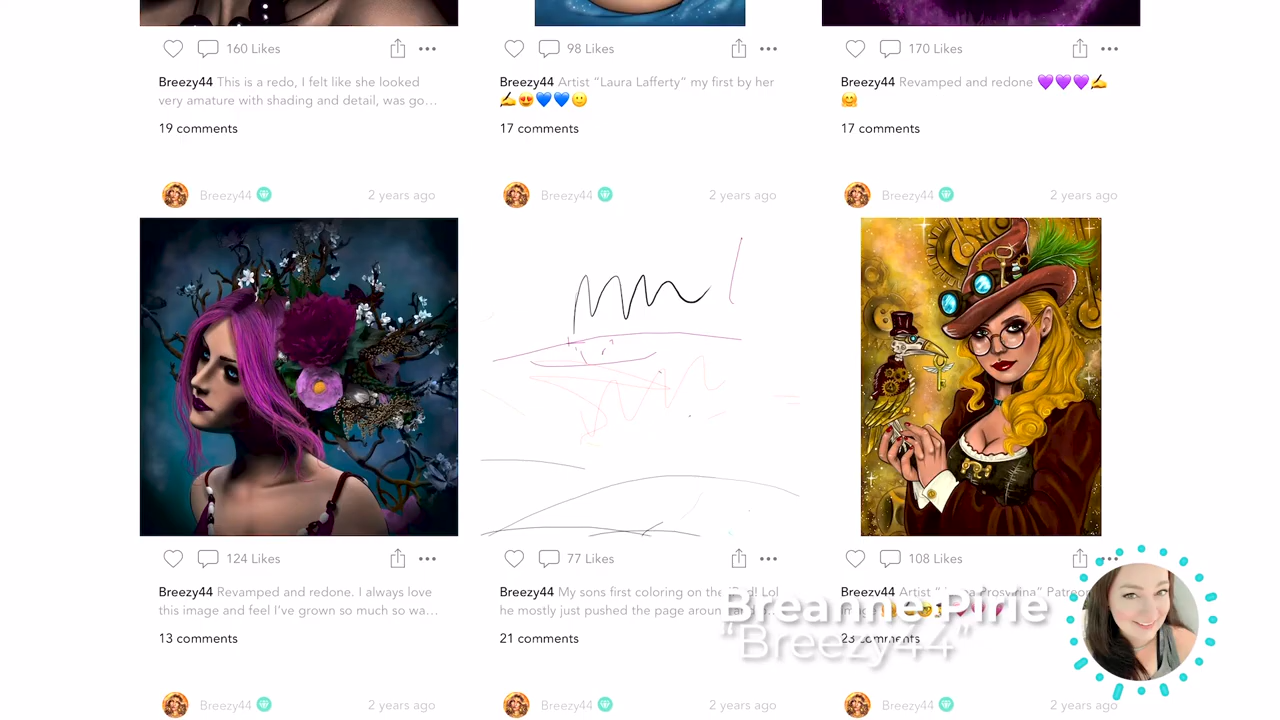 160 Likes
98 Likes
170 Likes
Breezy44 This is a redo, I felt like she looked
very amature with shading and detail, was go…
19 comments
Breezy44 Artist “Laura Lafferty” my first by her
✍️😍💙💙🙂
17 comments
Breezy44 Revamped and redone 💜💜💜✍️
🤗
17 comments
Breezy44 2 years ago
Breezy44 2 years ago
Breezy44 2 years ago
124 Likes
77 Likes
108 Likes
Breezy44 Revamped and redone. I always love
this image and feel I’ve grown so much so wa…
13 comments
Breezy44 My sons first coloring on the iPad! Lol
he mostly just pushed the page around and
21 comments
Breezy44 Artist Patreon
23 comments
Breanne Pirie
“Breezy44”
Breezy44 2 years ago
Breezy44 2 years ago
Breezy44 2 years ago